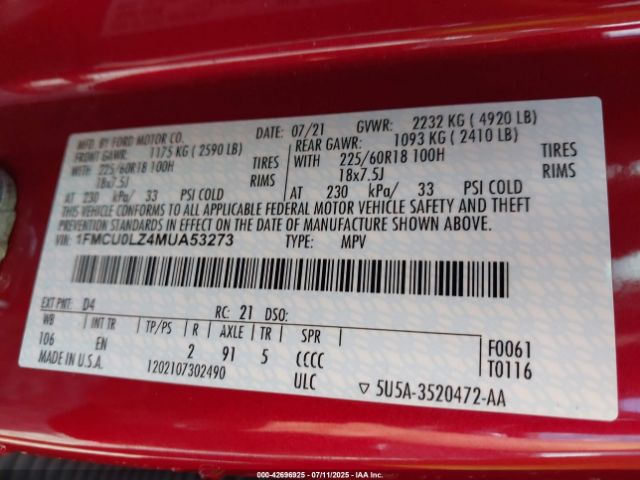 MFD. BY FORD MOTOR CO.
DATE: 07/21 GVWR: 2232 KG ( 4920 LB)
FRONT GAWR: 1175 KG ( 2590 LB)
REAR GAWR: 1093 KG ( 2410 LB)
WITH 225/60R18 100H TIRES
WITH 225/60R18 100H TIRES
18x7.5J RIMS
18x7.5J RIMS
AT 230 kPa/ 33 PSI COLD
AT 230 kPa/ 33 PSI COLD
THIS VEHICLE CONFORMS TO ALL APPLICABLE FEDERAL MOTOR VEHICLE SAFETY AND THEFT
PREVENTION STANDARDS IN EFFECT ON THE DATE OF MANUFACTURE SHOWN ABOVE.
VIN: 1FMCU0LZ4MUA53273 TYPE: MPV
EXT PNT: D4 RC: 21 DSO:
WB INT TR TP/PS R AXLE TR SPR
106 EN 2 91 5 CCCC F0061
MADE IN U.S.A. 1202107302490 ULC T0116
▽ 5U5A-3520472-AA
000-42696925 - 07/11/2025 - IAA Inc.